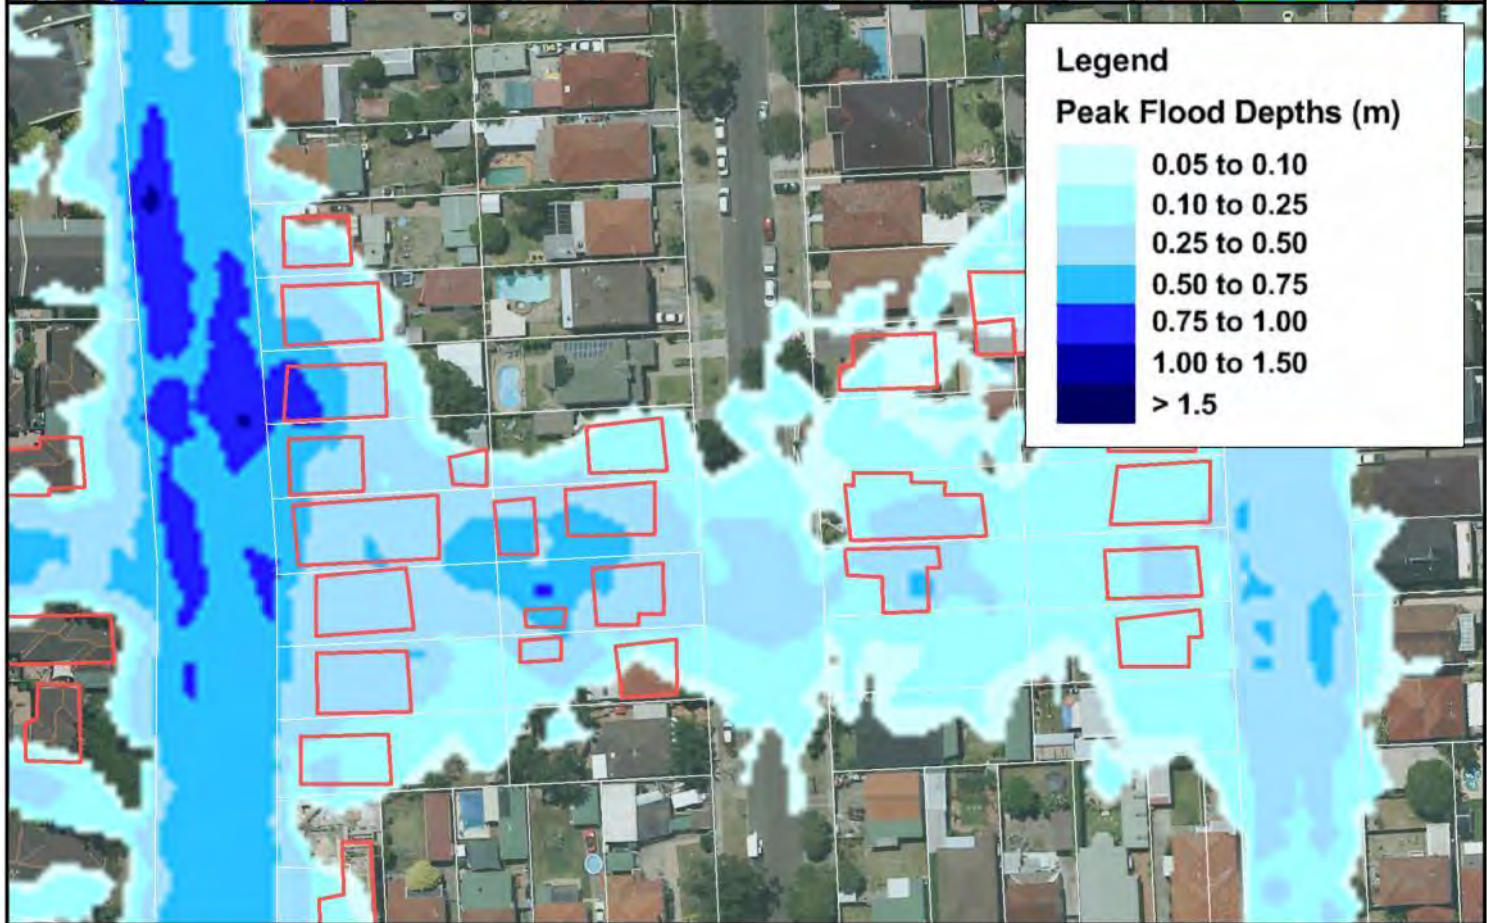 Legend
Peak Flood Depths (m)
0.05 to 0.10
0.10 to 0.25
0.25 to 0.50
0.50 to 0.75
0.75 to 1.00
1.00 to 1.50
> 1.5